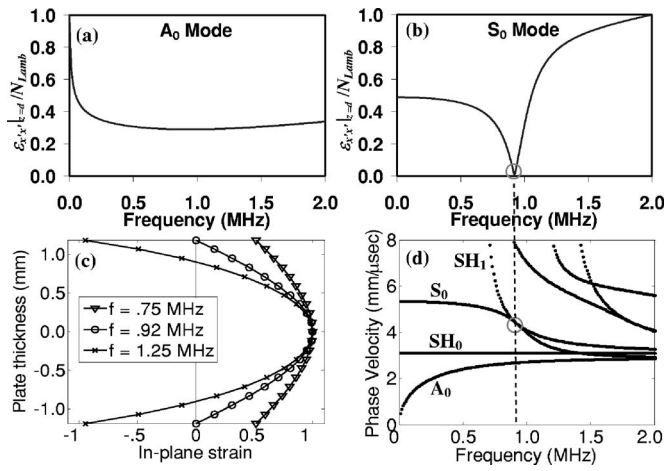 (a) A₀ Mode
εₓ'ₓ'|z=d /N_Lamb
1.0
0.8
0.6
0.4
0.2
0.0
0.0 0.5 1.0 1.5 2.0
Frequency (MHz)
(b) S₀ Mode
εₓ'ₓ'|z=d /N_Lamb
1.0
0.8
0.6
0.4
0.2
0.0
0.0 0.5 1.0 1.5 2.0
Frequency (MHz)
(c)
Plate thickness (mm)
1.0
0.5
0.0
-0.5
-1.0
f = .75 MHz
f = .92 MHz
f = 1.25 MHz
-1 -0.5 0 0.5 1
In-plane strain
(d)
Phase Velocity (mm/μsec)
8
6
4
2
0
SH₁
S₀
SH₀
A₀
0 0.5 1.0 1.5 2.0
Frequency (MHz)